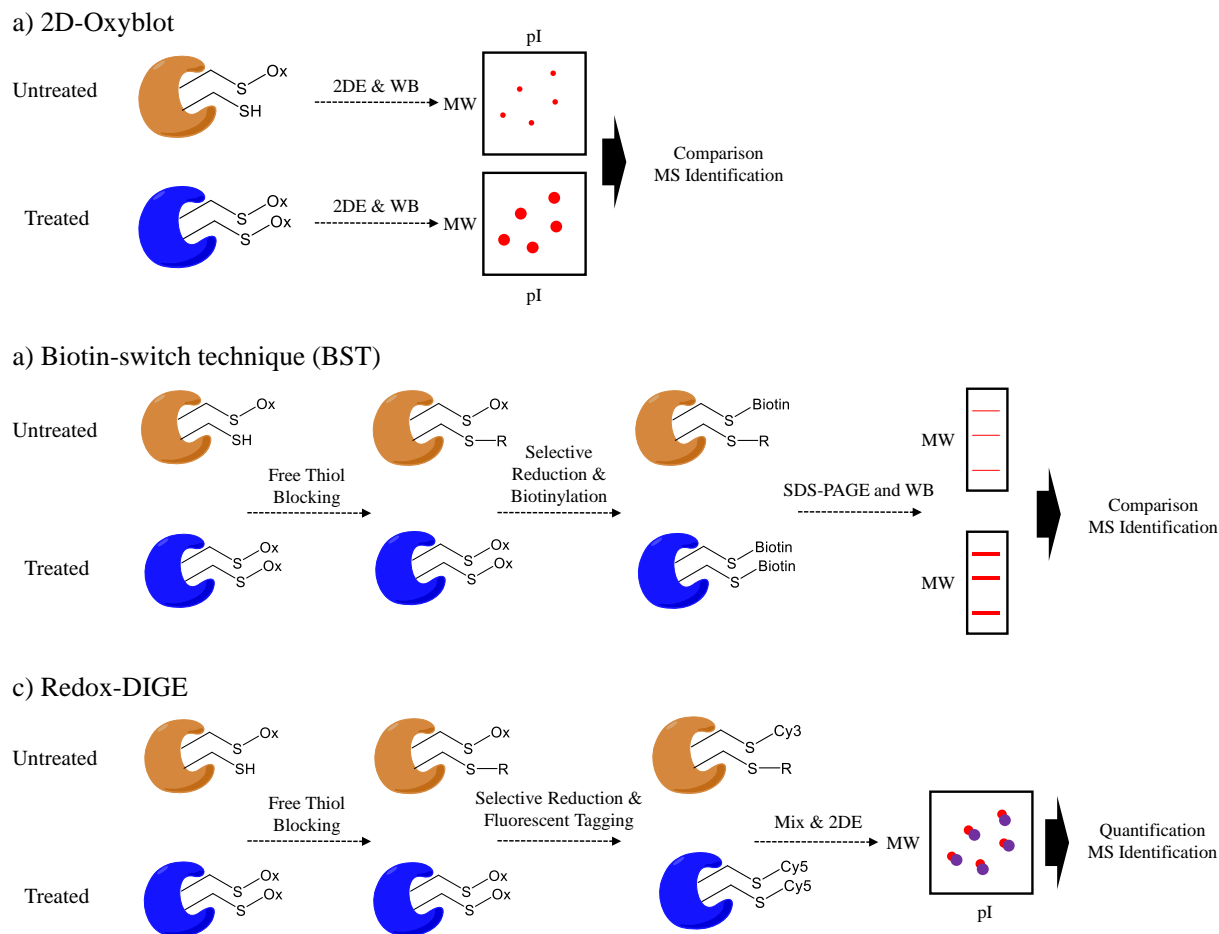 a) 2D-Oxyblot
pI
Untreated
S
Ox
SH
2DE & WB
MW
Comparison
MS Identification
Treated
S
Ox
S
Ox
2DE & WB
MW
pI
a) Biotin-switch technique (BST)
Untreated
S
Ox
SH
Free Thiol
Blocking
S
Ox
S—R
Selective
Reduction &
Biotinylation
S
Biotin
S—R
SDS-PAGE and WB
MW
Comparison
MS Identification
Treated
S
Ox
S
Ox
S
Ox
S
Ox
S
Biotin
S
Biotin
MW
c) Redox-DIGE
Untreated
S
Ox
SH
Free Thiol
Blocking
S
Ox
S—R
Selective Reduction &
Fluorescent Tagging
S
Cy3
S—R
Mix & 2DE
MW
Quantification
MS Identification
Treated
S
Ox
S
Ox
S
Ox
S
Ox
S
Cy5
S
Cy5
pI